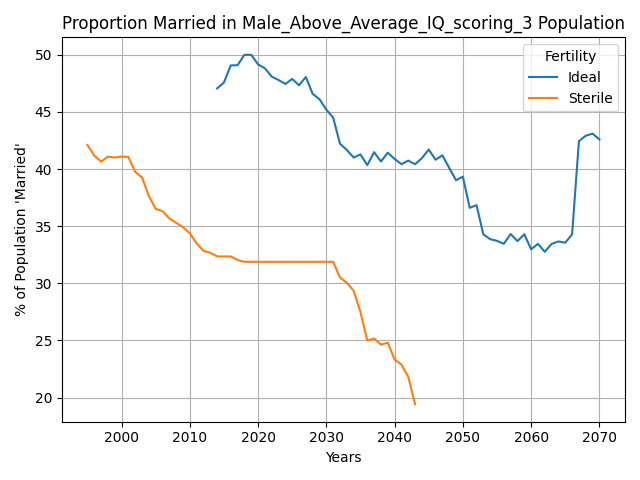 Proportion Married in Male_Above_Average_IQ_scoring_3 Population
% of Population 'Married'
50
45
40
35
30
25
20
Fertility
Ideal
Sterile
2000 2010 2020 2030 2040 2050 2060 2070
Years